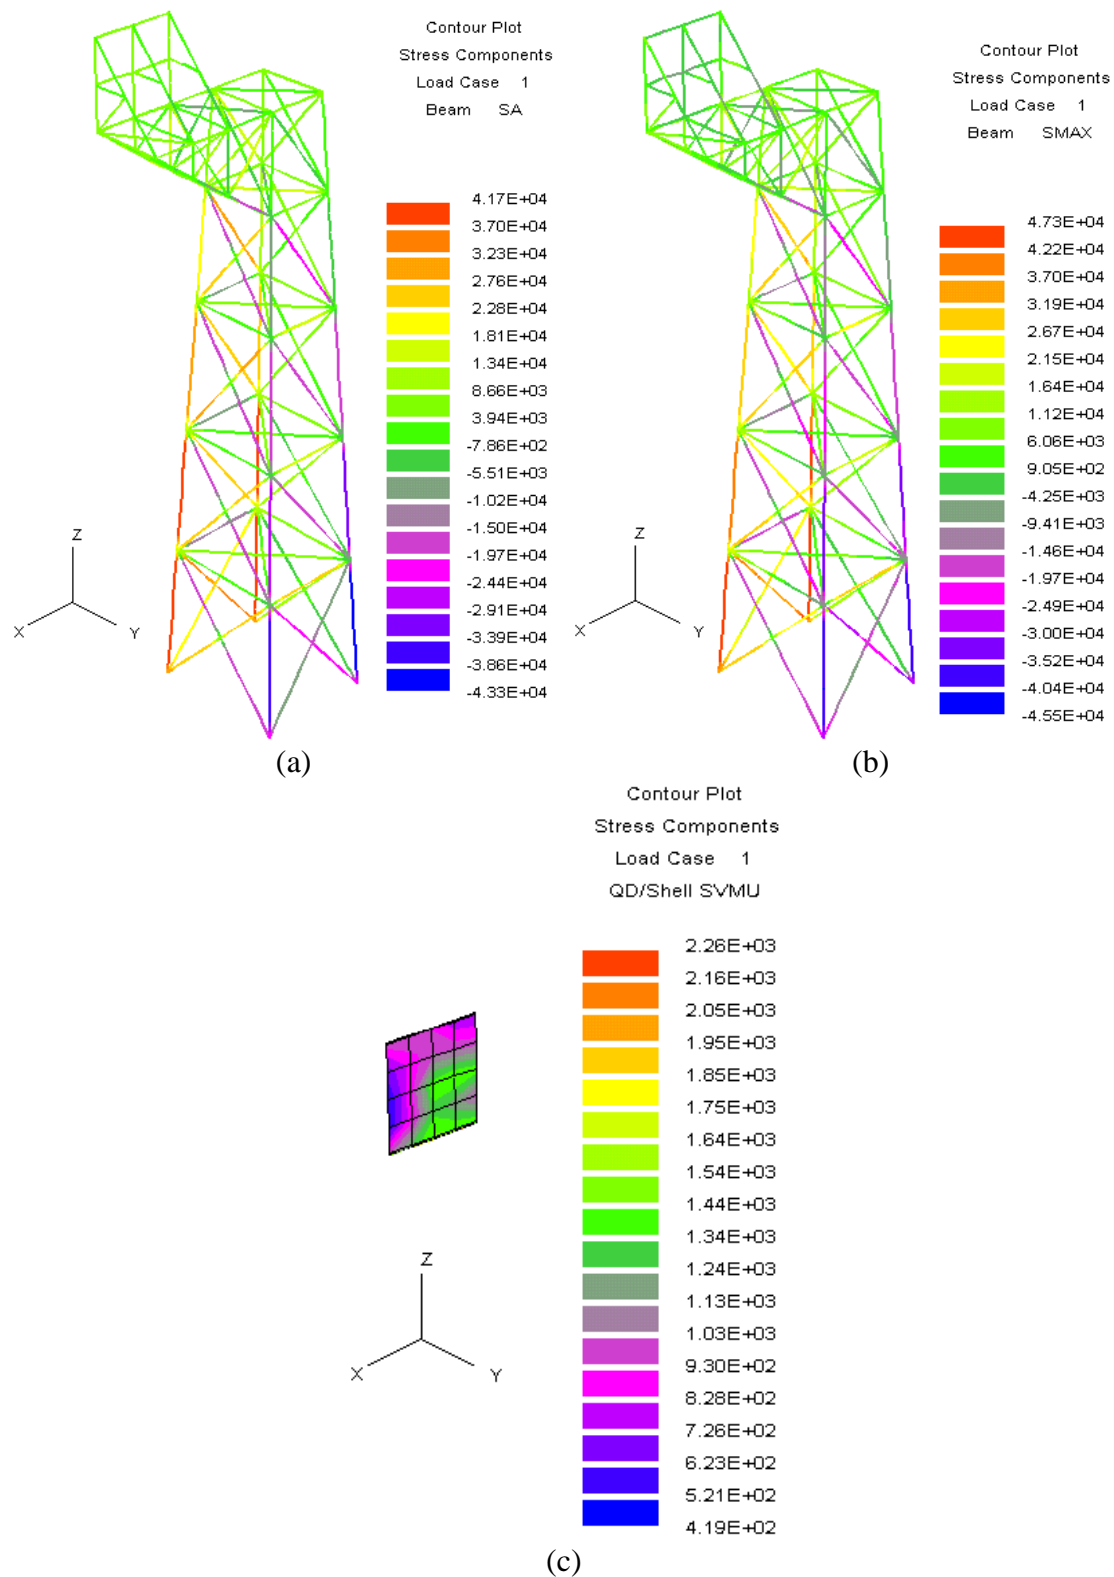 Contour Plot
Stress Components
Load Case 1
Beam SA
4.17E+04
3.70E+04
3.23E+04
2.76E+04
2.28E+04
1.81E+04
1.34E+04
8.66E+03
3.94E+03
-7.86E+02
-5.51E+03
-1.02E+04
-1.50E+04
-1.97E+04
-2.44E+04
-2.91E+04
-3.39E+04
-3.86E+04
-4.33E+04
Z
X
Y
(a)
Contour Plot
Stress Components
Load Case 1
Beam SMAX
4.73E+04
4.22E+04
3.70E+04
3.19E+04
2.67E+04
2.15E+04
1.64E+04
1.12E+04
6.06E+03
9.05E+02
-4.25E+03
-9.41E+03
-1.46E+04
-1.97E+04
-2.49E+04
-3.00E+04
-3.52E+04
-4.04E+04
-4.55E+04
Z
X
Y
(b)
Contour Plot
Stress Components
Load Case 1
QD/Shell SVMU
2.26E+03
2.16E+03
2.05E+03
1.95E+03
1.85E+03
1.75E+03
1.64E+03
1.54E+03
1.44E+03
1.34E+03
1.24E+03
1.13E+03
1.03E+03
9.30E+02
8.28E+02
7.26E+02
6.23E+02
5.21E+02
4.19E+02
Z
X
Y
(c)